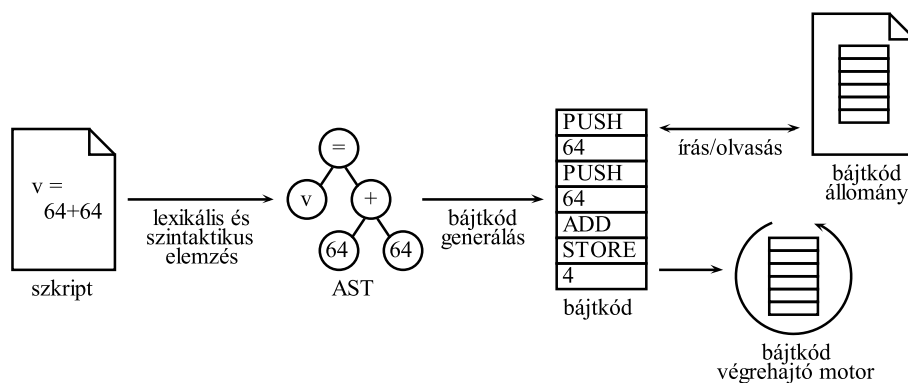 v =
64+64
szkript
lexikális és
szintaktikus
elemzés
=
v
+
64
64
AST
bájtkód
generálás
PUSH
64
PUSH
64
ADD
STORE
4
bájtkód
írás/olvasás
bájtkód
állomány
bájtkód
végrehajtó motor